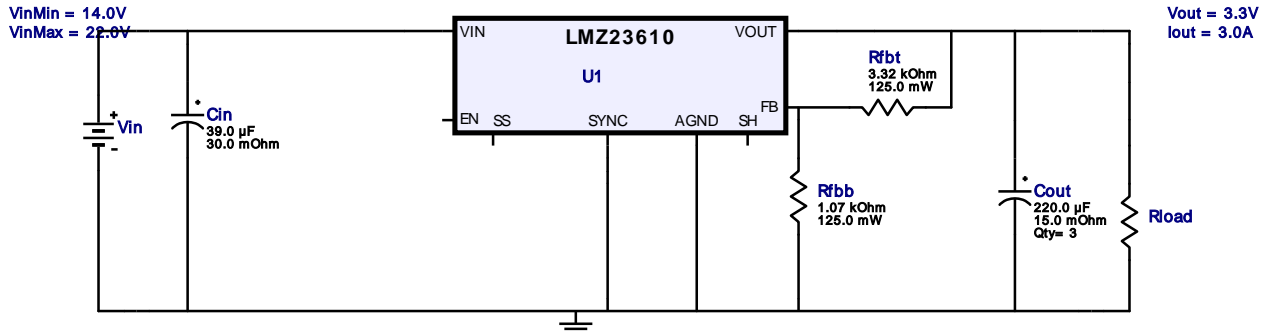 VinMin = 14.0V
VinMax = 22.0V
Vout = 3.3V
Iout = 3.0A
VIN
LMZ23610
VOUT
U1
FB
EN
SS
SYNC
AGND
SH
Rfbt
3.32 kOhm
125.0 mW
+
Vin
-
Cin
39.0 µF
30.0 mOhm
Rfbb
1.07 kOhm
125.0 mW
Cout
220.0 µF
15.0 mOhm
Qty= 3
Rload